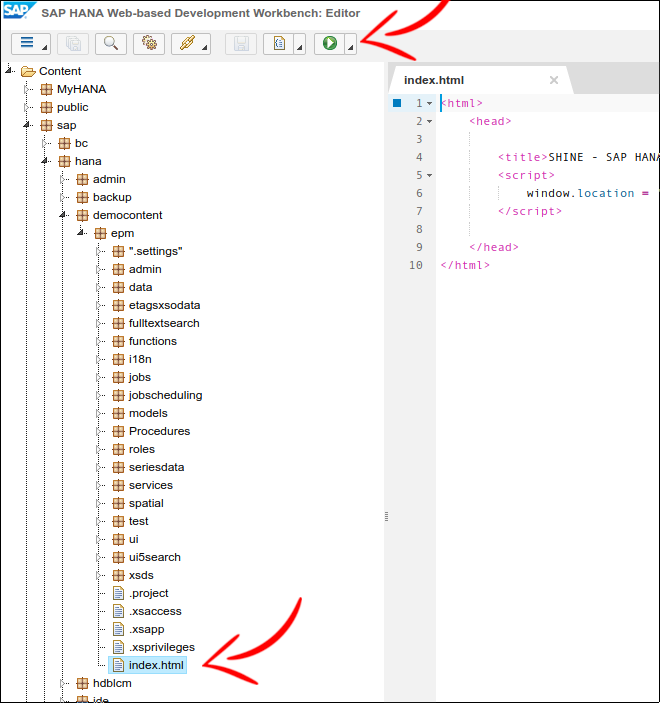 SAP SAP HANA Web-based Development Workbench: Editor
Content
MyHANA
public
sap
bc
hana
admin
backup
democontent
epm
".settings"
admin
data
etagsxsodata
fulltextsearch
functions
i18n
jobs
jobscheduling
models
Procedures
roles
seriesdata
services
spatial
test
ui
ui5search
xsds
.project
.xsaccess
.xsapp
.xsprivileges
index.html
hdblcm
ide
index.html
1 <html>
2 <head>
3
4 <title>SHINE - SAP HANA
5 <script>
6 window.location =
7 </script>
8
9 </head>
10 </html>